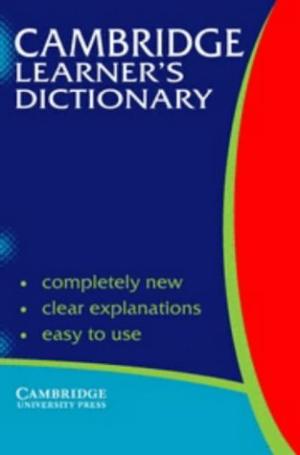 CAMBRIDGE
LEARNER'S
DICTIONARY
• completely new
• clear explanations
• easy to use
CAMBRIDGE
UNIVERSITY PRESS